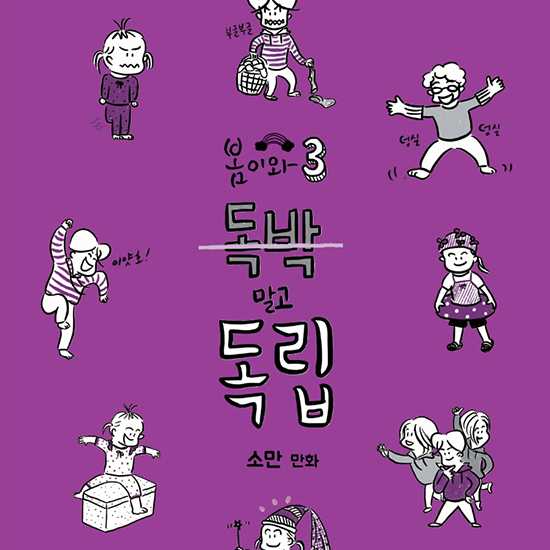 부글부글
봄이와 3
덩실 덩실
독박
이얏호!
말고
독립
소만 만화